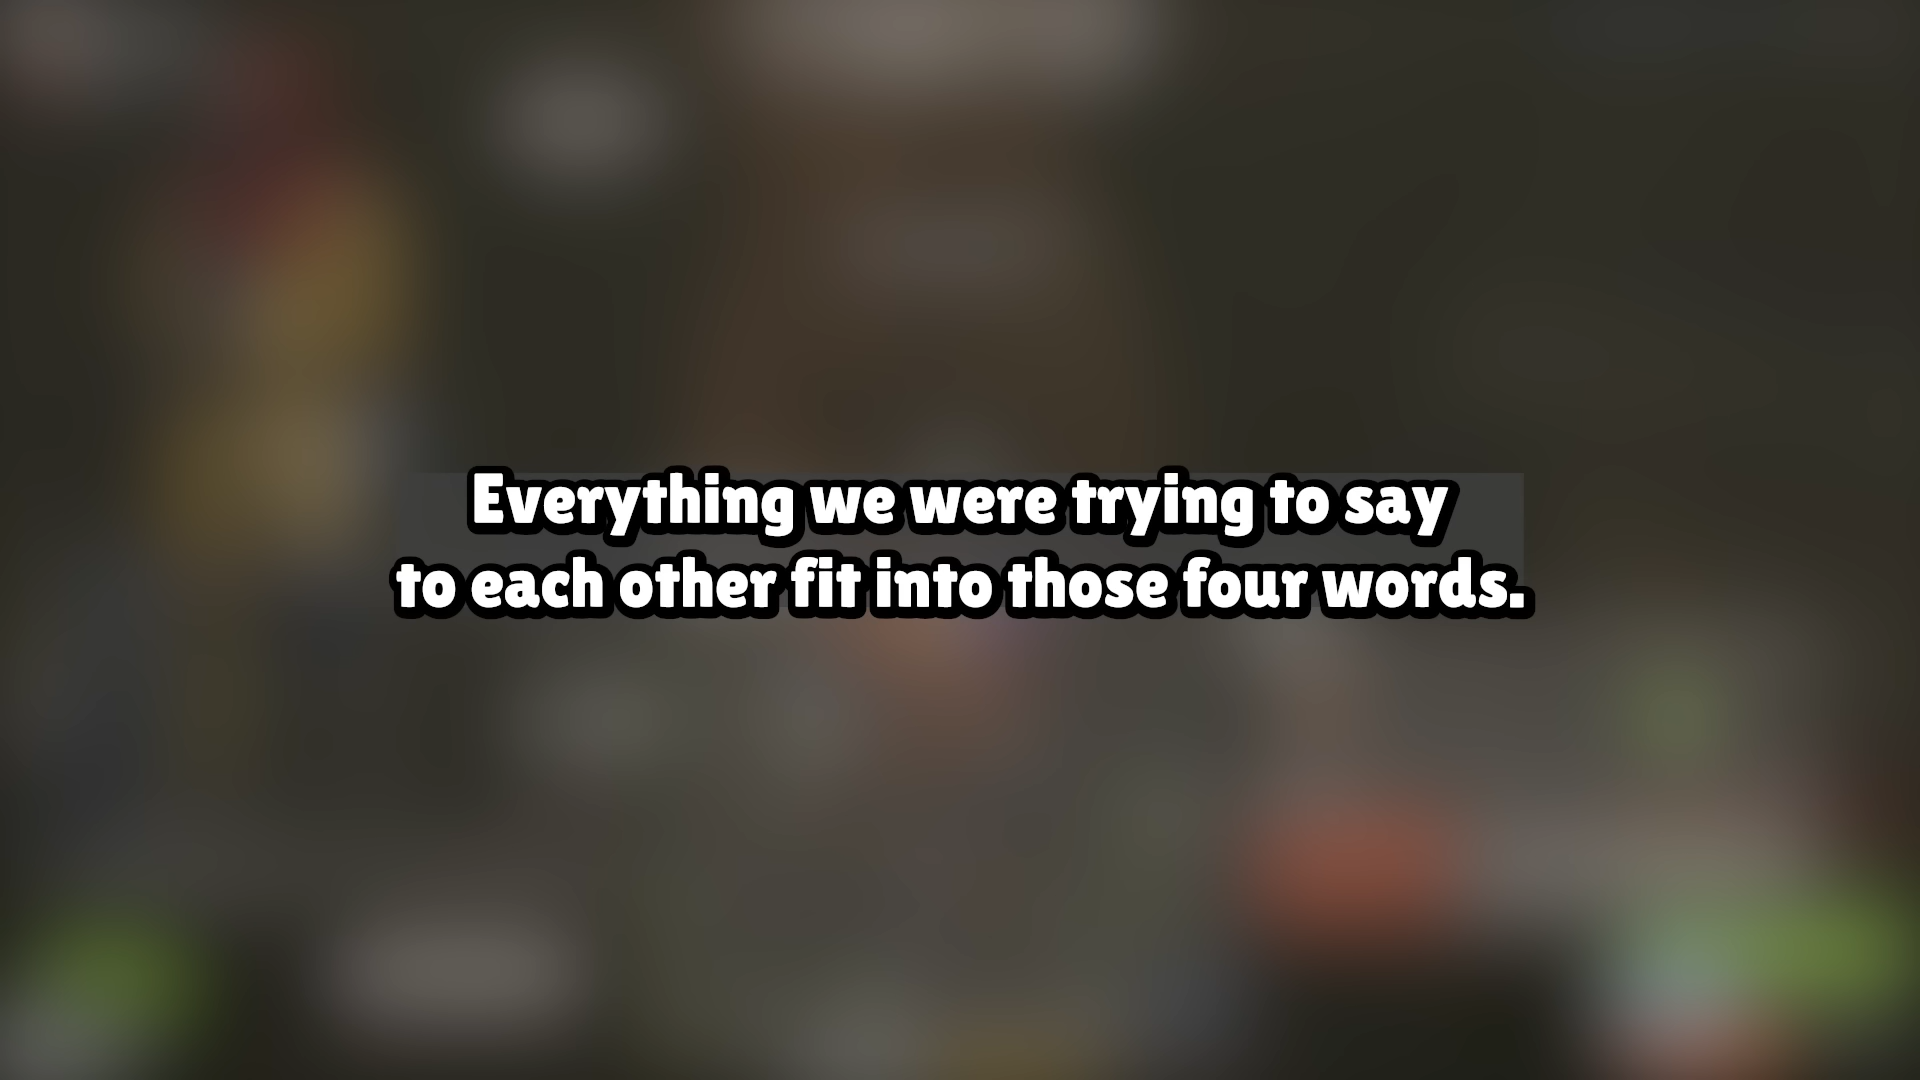 Everything we were trying to say
to each other fit into those four words.